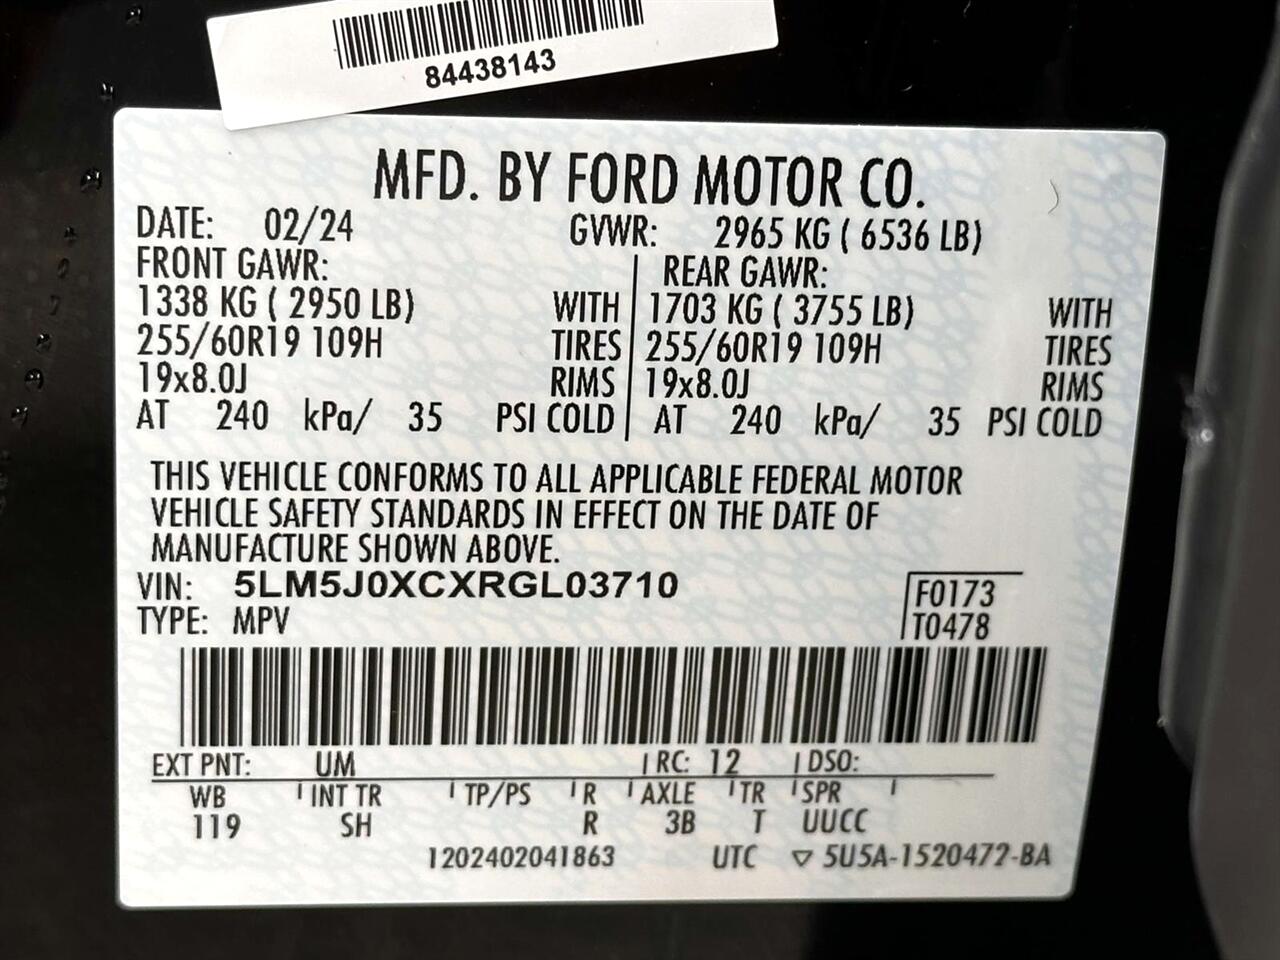 84438143
MFD. BY FORD MOTOR CO.
DATE: 02/24 GVWR: 2965 KG ( 6536 LB)
FRONT GAWR: REAR GAWR:
1338 KG ( 2950 LB) WITH 1703 KG ( 3755 LB) WITH
255/60R19 109H TIRES 255/60R19 109H TIRES
19x8.0J RIMS 19x8.0J RIMS
AT 240 kPa/ 35 PSI COLD AT 240 kPa/ 35 PSI COLD
THIS VEHICLE CONFORMS TO ALL APPLICABLE FEDERAL MOTOR
VEHICLE SAFETY STANDARDS IN EFFECT ON THE DATE OF
MANUFACTURE SHOWN ABOVE.
VIN: 5LM5J0XCXRGL03710 F0173
TYPE: MPV T0478
EXT PNT: UM RC: 12 DSO:
WB INT TR TP/PS R AXLE TR SPR
119 SH R 3B T UUCC
1202402041863 UTC ▽ 5U5A-1520472-BA